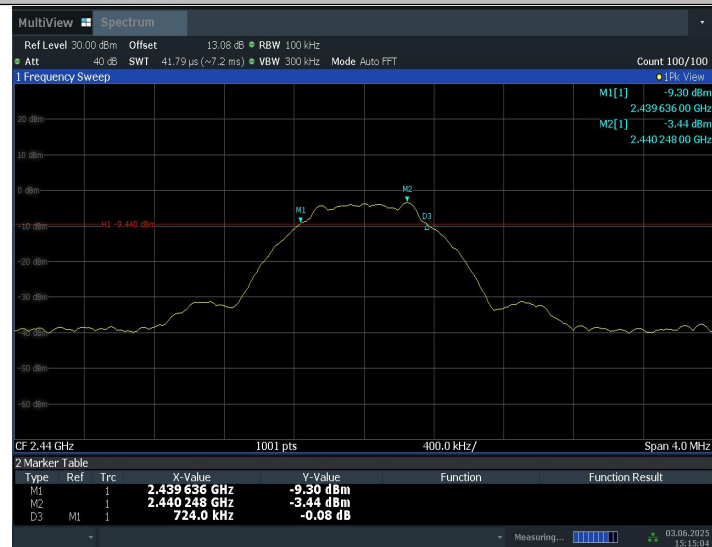 MultiView Spectrum
Ref Level 30.00 dBm Offset 13.08 dB RBW 100 kHz
Att 40 dB SWT 41.79 µs (~7.2 ms) VBW 300 kHz Mode Auto FFT Count 100/100
1 Frequency Sweep 1Pk View
M1[1] -9.30 dBm
2.439 636 00 GHz
M2[1] -3.44 dBm
2.440 248 00 GHz
20 dBm
10 dBm
0 dBm
M2
M1
D3
-10 dBm H1 -9.440 dBm
-20 dBm
-30 dBm
-40 dBm
-50 dBm
-60 dBm
CF 2.44 GHz 1001 pts 400.0 kHz/ Span 4.0 MHz
2 Marker Table
Type Ref Trc X-Value Y-Value Function Function Result
M1 1 2.439 636 GHz -9.30 dBm
M2 1 2.440 248 GHz -3.44 dBm
D3 M1 1 724.0 kHz -0.08 dB
Measuring... 03.06.2025
15:15:04